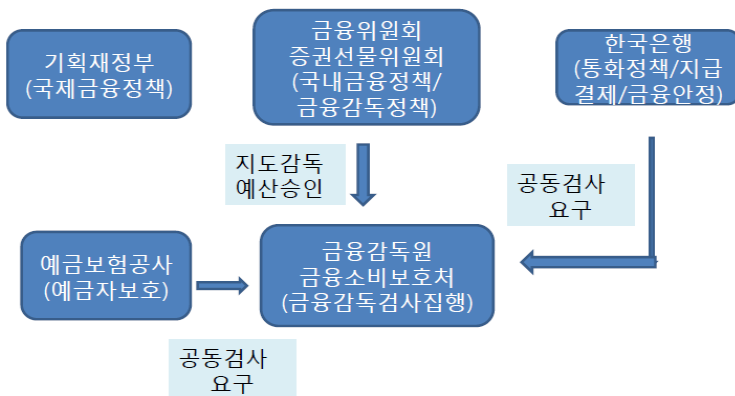 기획재정부
(국제금융정책)
금융위원회
증권선물위원회
(국내금융정책/
금융감독정책)
한국은행
(통화정책/지급
결제/금융안정)
지도감독
예산승인
공동검사
요구
예금보험공사
(예금자보호)
금융감독원
금융소비보호처
(금융감독검사집행)
공동검사
요구